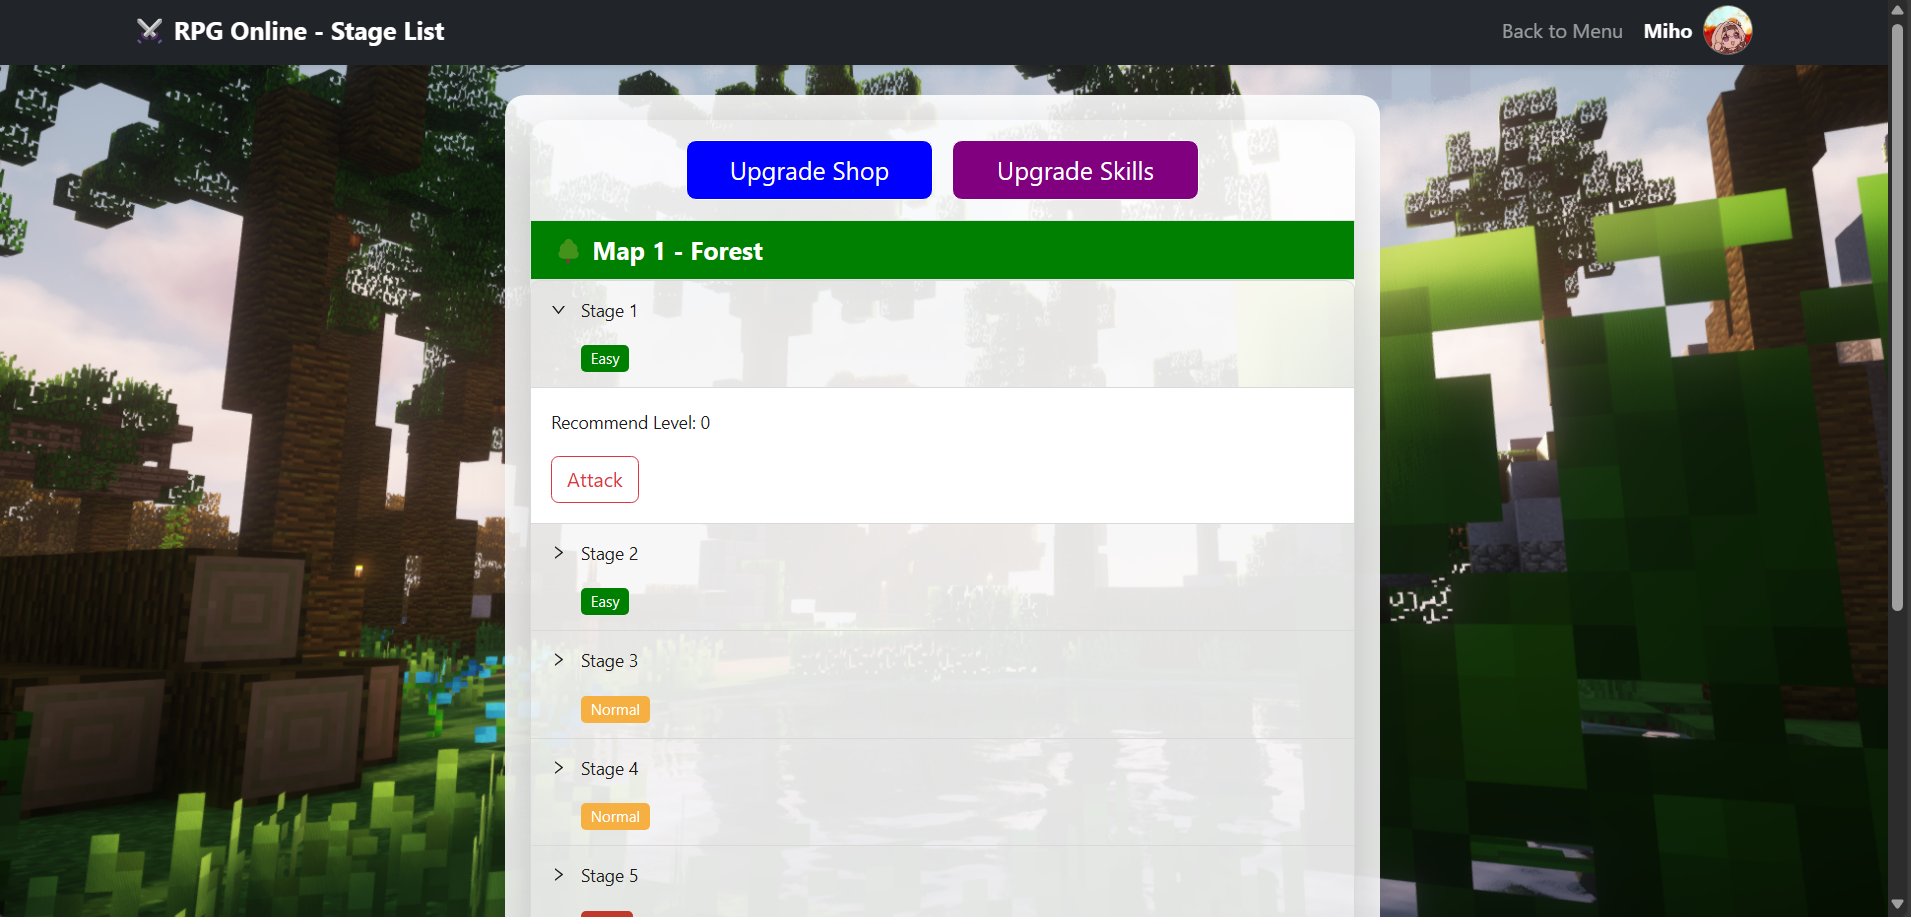 RPG Online - Stage List
Back to Menu
Miho
Upgrade Shop
Upgrade Skills
Map 1 - Forest
Stage 1
Easy
Recommend Level: 0
Attack
Stage 2
Easy
Stage 3
Normal
Stage 4
Normal
Stage 5